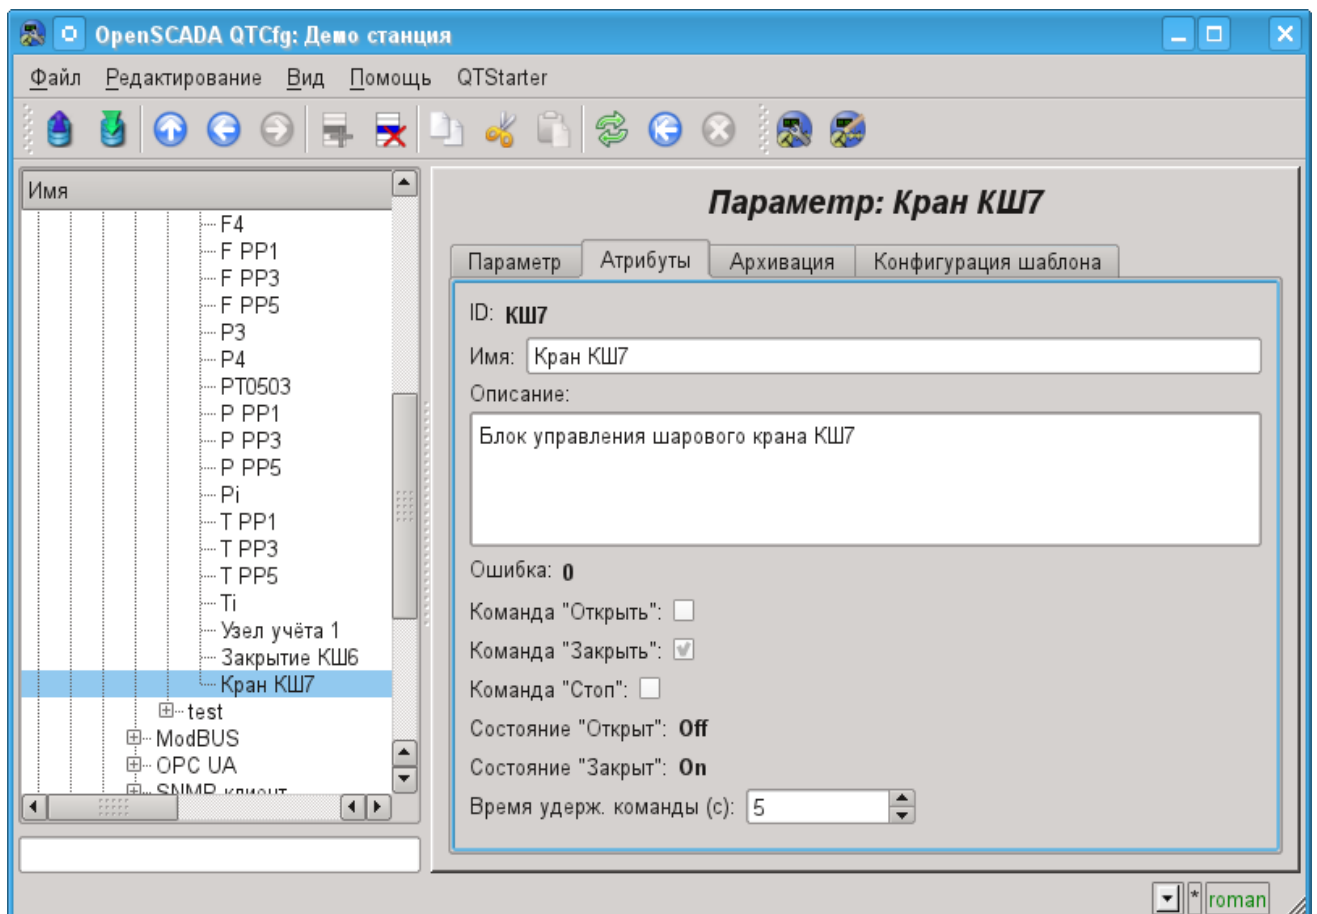 OpenSCADA QTCfg: Демо станция
Файл Редактирование Вид Помощь QTStarter
Имя
F4
F PP1
F PP3
F PP5
P3
P4
PT0503
P PP1
P PP3
P PP5
Pi
T PP1
T PP3
T PP5
Ti
Узел учёта 1
Закрытие КШ6
Кран КШ7
test
ModBUS
OPC UA
SNMP клиент
Параметр: Кран КШ7
Параметр Атрибуты Архивация Конфигурация шаблона
ID: КШ7
Имя: Кран КШ7
Описание:
Блок управления шарового крана КШ7
Ошибка: 0
Команда "Открыть":
Команда "Закрыть":
Команда "Стоп":
Состояние "Открыт": Off
Состояние "Закрыт": On
Время удерж. команды (с): 5
* roman